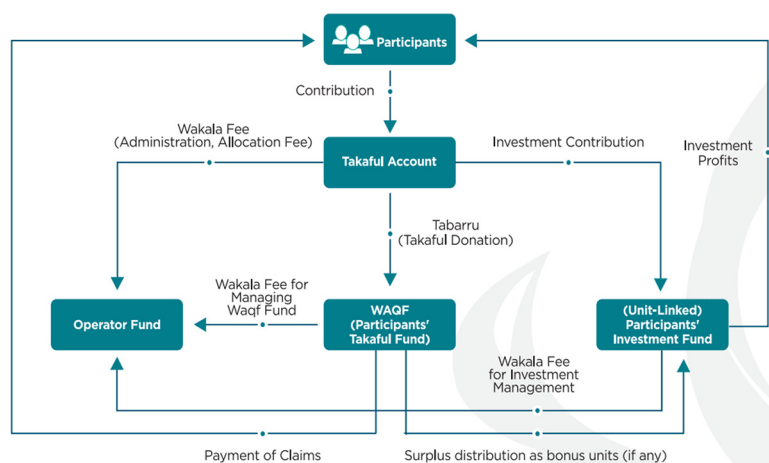 Participants
Contribution
Wakala Fee
(Administration, Allocation Fee)
Investment Contribution
Investment
Profits
Takaful Account
Tabarru
(Takaful Donation)
Wakala Fee for
Managing
Waqf Fund
Operator Fund
WAQF
(Participants'
Takaful Fund)
(Unit-Linked)
Participants'
Investment Fund
Wakala Fee
for Investment
Management
Payment of Claims
Surplus distribution as bonus units (if any)